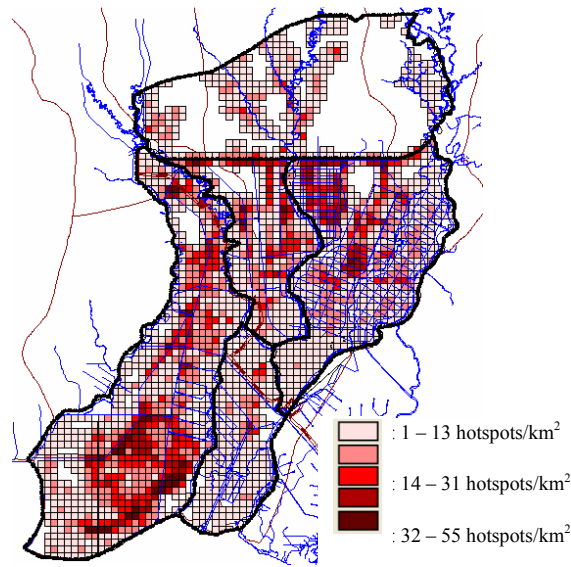 : 1 – 13 hotspots/km²
: 14 – 31 hotspots/km²
: 32 – 55 hotspots/km²